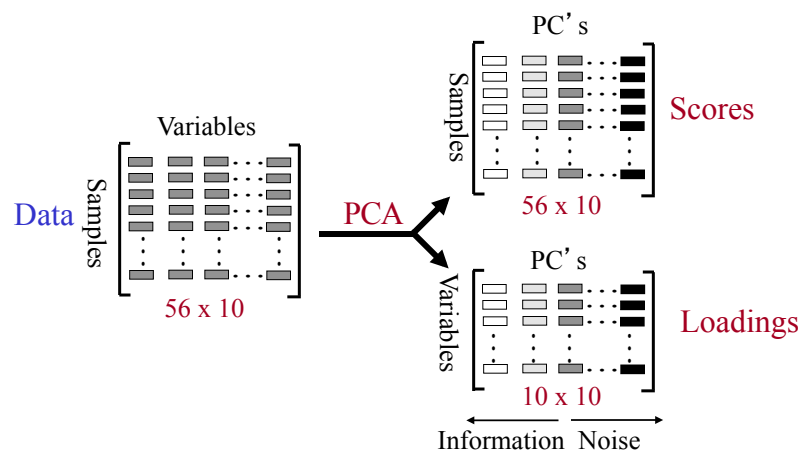 Variables
Samples
Data
56 x 10
PCA
PC's
Samples
Scores
56 x 10
PC's
Variables
Loadings
10 x 10
Information Noise